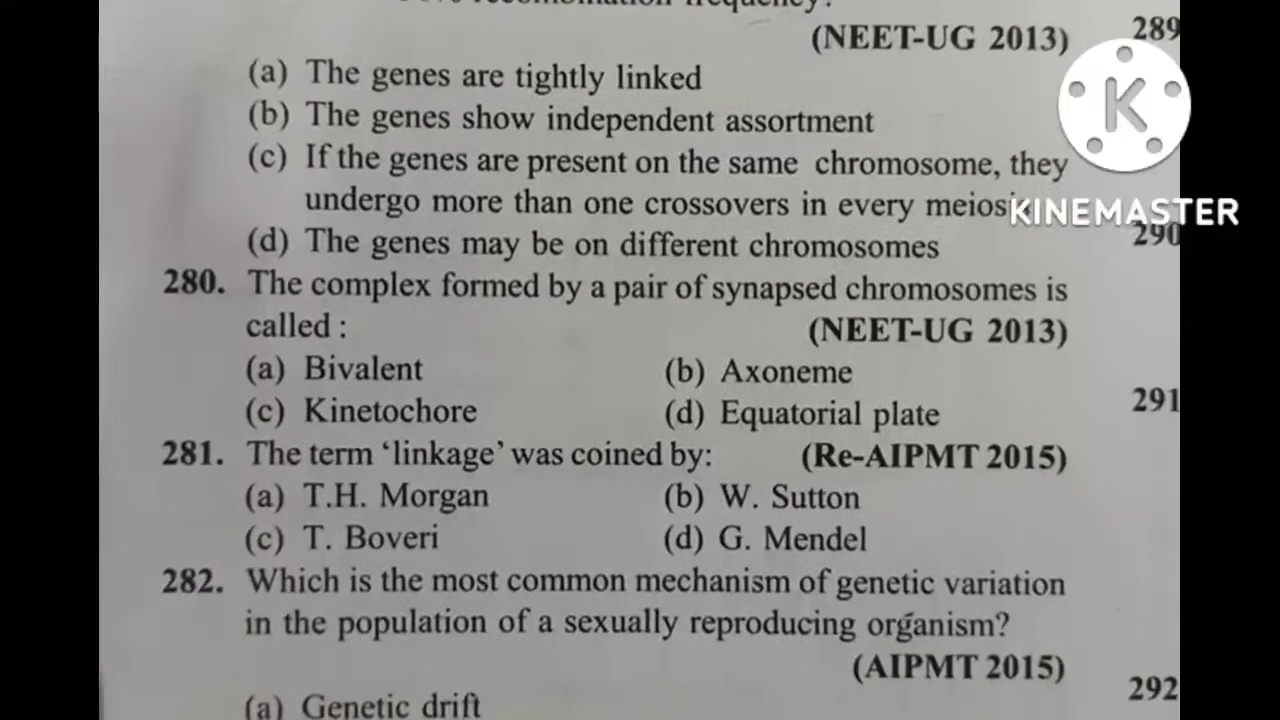 (NEET-UG 2013)
289
(a) The genes are tightly linked
(b) The genes show independent assortment
(c) If the genes are present on the same chromosome, they
undergo more than one crossovers in every
KINEMASTER
290
(d) The genes may be on different chromosomes
280. The complex formed by a pair of synapsed chromosomes is
called : (NEET-UG 2013)
(a) Bivalent (b) Axoneme
(c) Kinetochore (d) Equatorial plate
291
281. The term ‘linkage’ was coined by: (Re-AIPMT 2015)
(a) T.H. Morgan (b) W. Sutton
(c) T. Boveri (d) G. Mendel
282. Which is the most common mechanism of genetic variation
in the population of a sexually reproducing organism?
(AIPMT 2015)
292
(a) Genetic drift